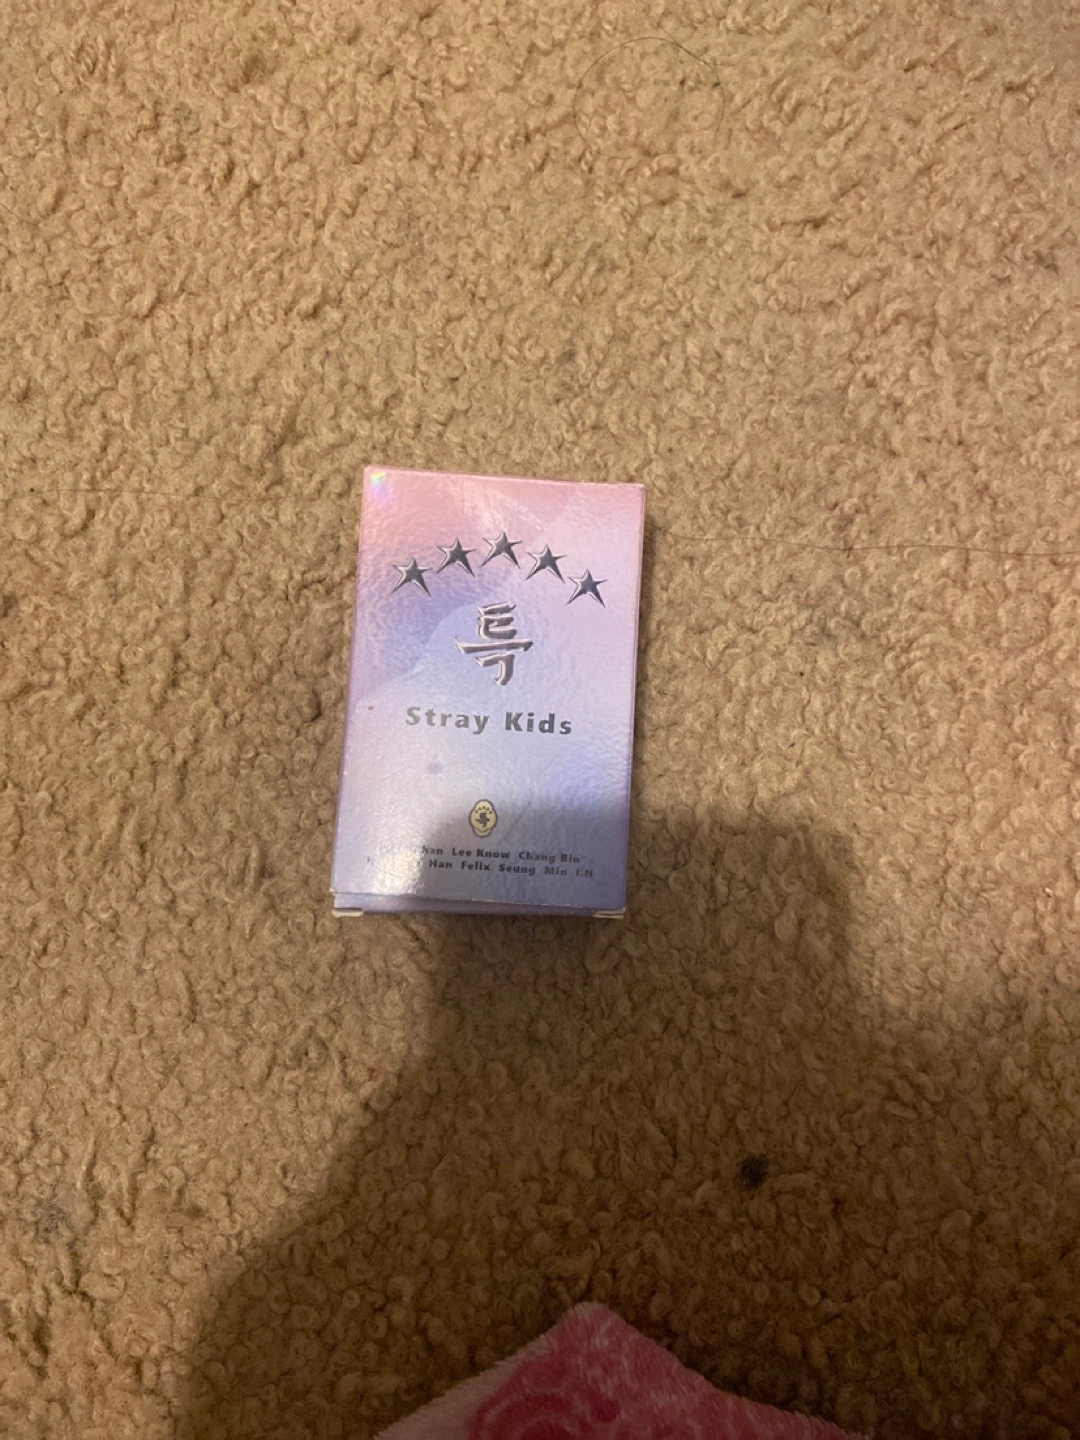 특
Stray Kids
Lee Know Chang Bin
Han Felix Seung Min I.N